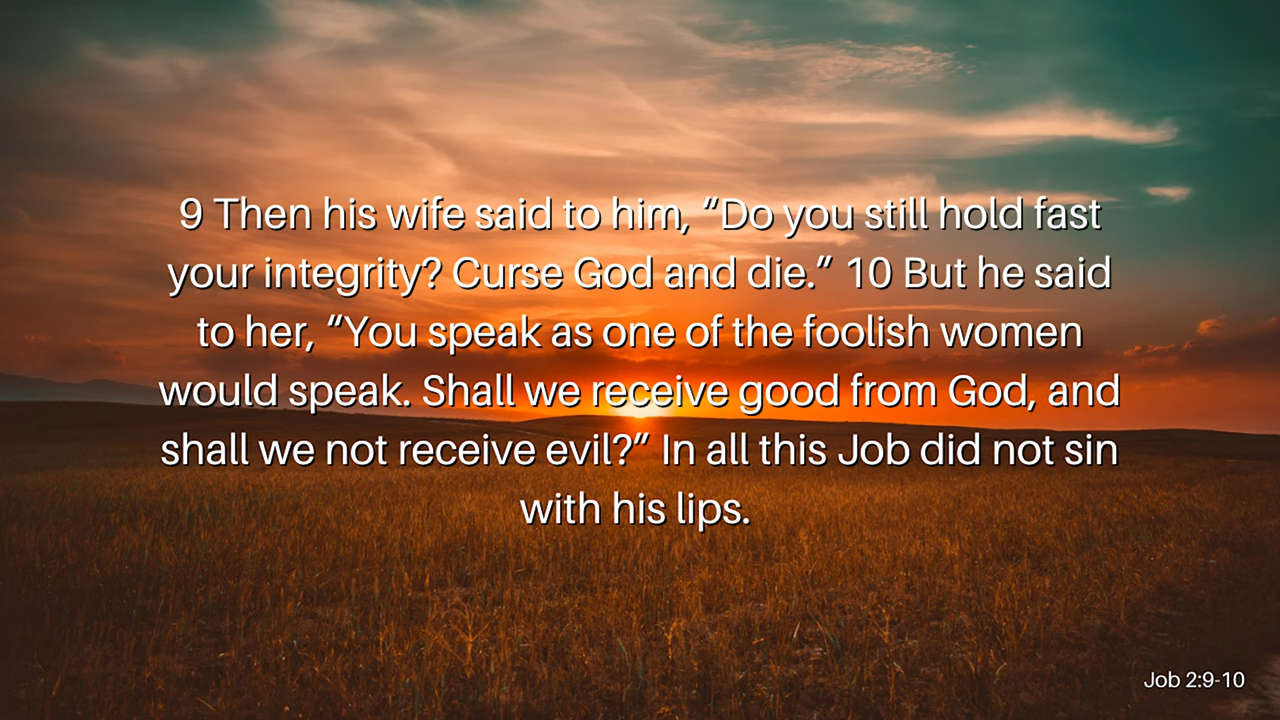 9 Then his wife said to him, “Do you still hold fast
your integrity? Curse God and die.” 10 But he said
to her, “You speak as one of the foolish women
would speak. Shall we receive good from God, and
shall we not receive evil?” In all this Job did not sin
with his lips.
Job 2:9-10